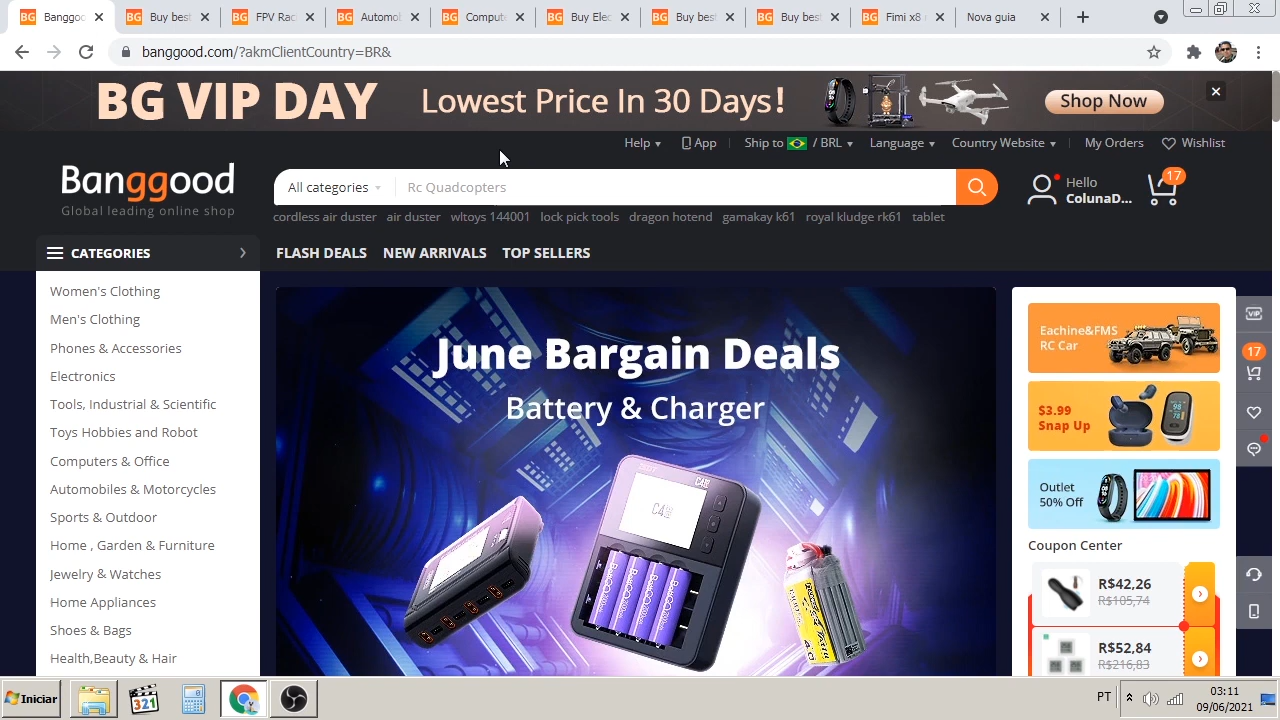 BG Banggoo
BG Buy best
BG FPV Rac
BG Automob
BG Compute
BG Buy Elec
BG Buy best
BG Buy best
BG Fimi x8
Nova guia
banggood.com/?akmClientCountry=BR&
BG VIP DAY Lowest Price In 30 Days! Shop Now
Help App Ship to / BRL Language Country Website My Orders Wishlist
Banggood
Global leading online shop
All categories Rc Quadcopters
Hello
ColunaD...
17
cordless air duster air duster wltoys 144001 lock pick tools dragon hotend gamakay k61 royal kludge rk61 tablet
CATEGORIES FLASH DEALS NEW ARRIVALS TOP SELLERS
Women's Clothing
Men's Clothing
Phones & Accessories
Electronics
Tools, Industrial & Scientific
Toys Hobbies and Robot
Computers & Office
Automobiles & Motorcycles
Sports & Outdoor
Home , Garden & Furniture
Jewelry & Watches
Home Appliances
Shoes & Bags
Health,Beauty & Hair
June Bargain Deals
Battery & Charger
C4
Eachine&FMS
RC Car
$3.99
Snap Up
Outlet
50% Off
Coupon Center
R$42,26
R$105,74
R$52,84
R$216,83
VIP
17
Iniciar
321
PT
03:11
09/06/2021